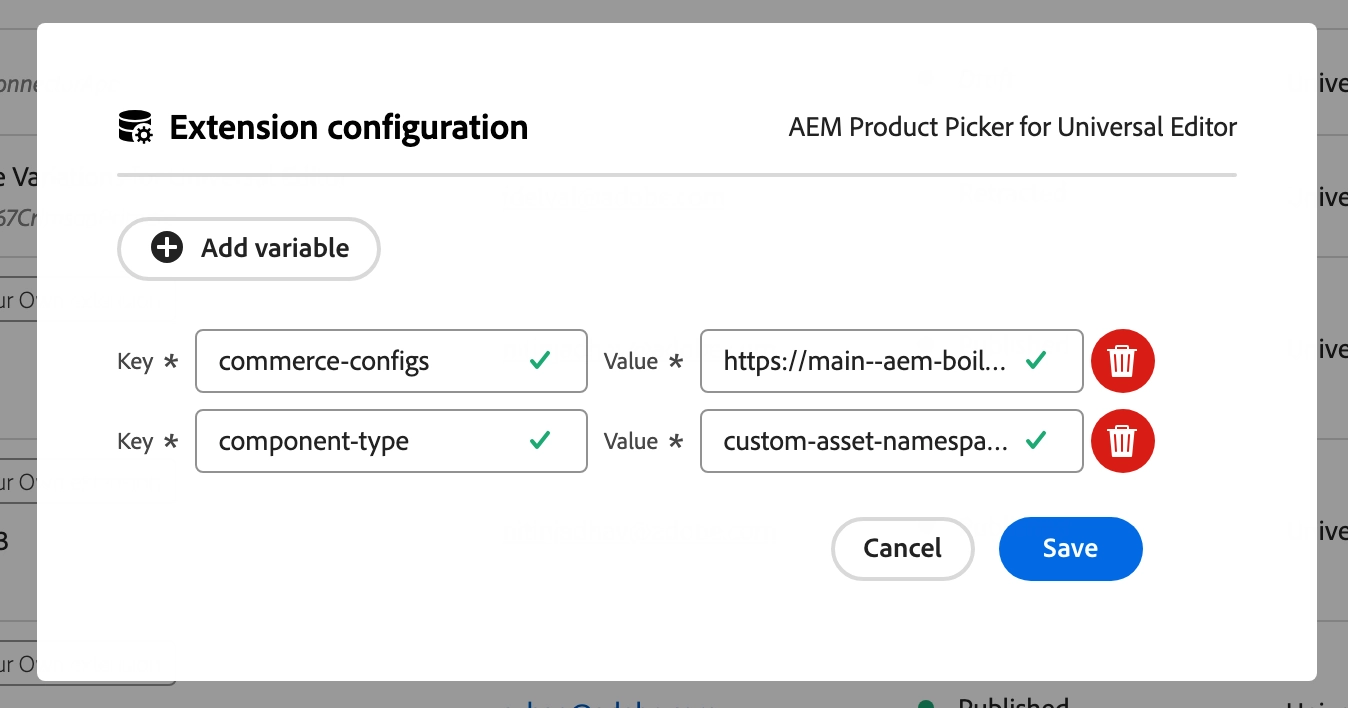 Extension configuration
AEM Product Picker for Universal Editor
Add variable
Key *
commerce-configs
Value *
https://main--aem-boil...
Key *
component-type
Value *
custom-asset-namespa...
Cancel
Save
Published